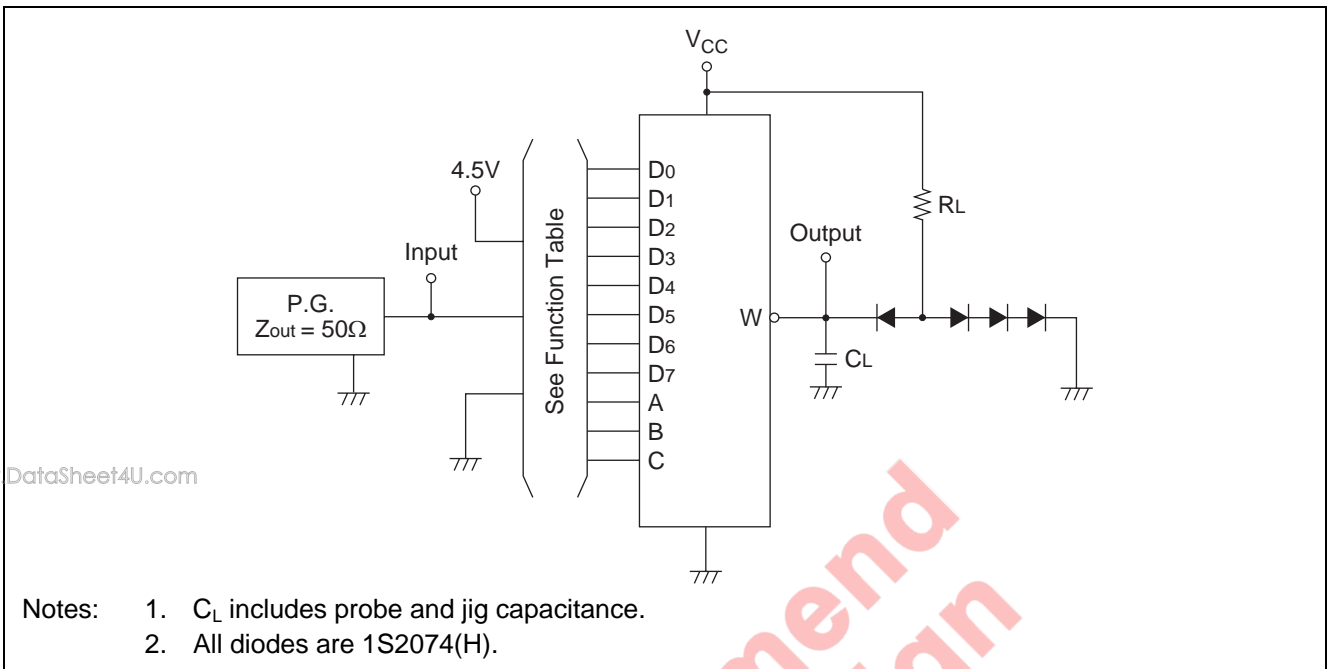 VCC
4.5V
Input
P.G.
Zout = 50Ω
See Function Table
D0
D1
D2
D3
D4
D5
D6
D7
A
B
C
W
Output
RL
CL
DataSheet4U.com
Notes: 1. CL includes probe and jig capacitance.
2. All diodes are 1S2074(H).